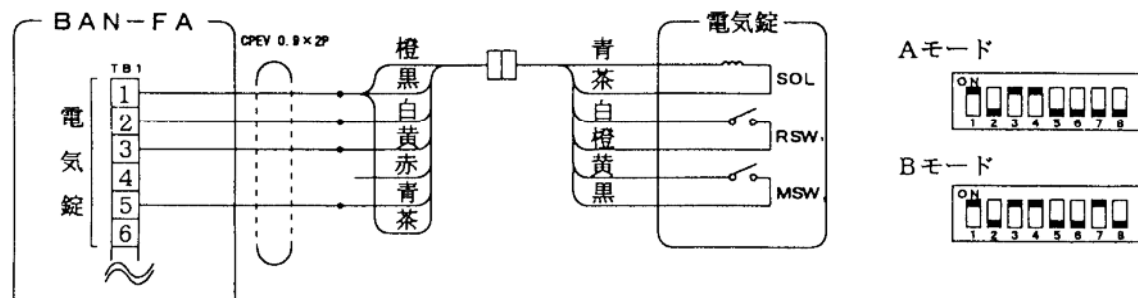 BAN-FA
CPEV 0.9×2P
TB1
電気錠
1
2
3
4
5
6
橙
黒
白
黄
赤
青
茶
青
茶
白
橙
黄
黒
電気錠
SOL
RSW
MSW
Aモード
ON
1 2 3 4 5 6 7 8
Bモード
ON
1 2 3 4 5 6 7 8